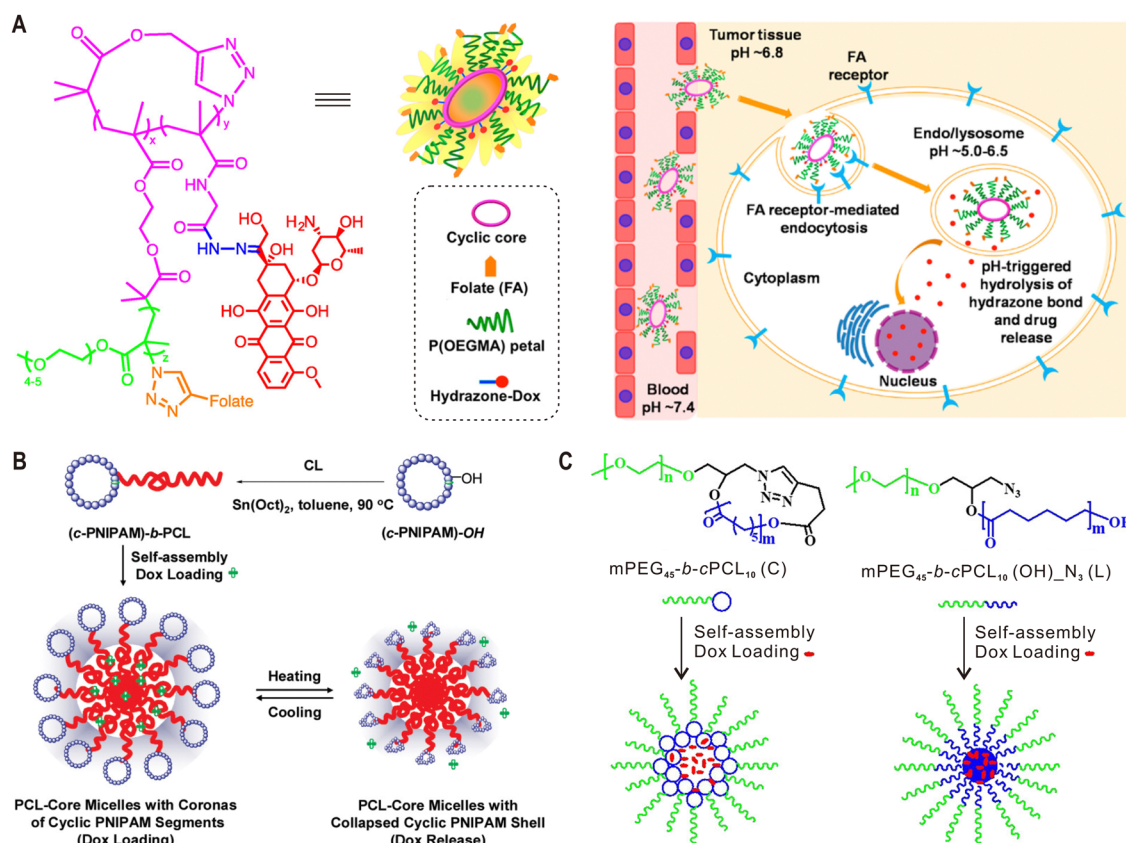 A
O
O
N
N
N
x
y
O
O
O
O
NH
O
O
O
HN
N
HO
OH
H₂N
OH
O
O
OH
OH
O
O
OH
O
O
4-5
O
O
O
z
N
N
N
Folate
Cyclic core
Folate (FA)
P(OEGMA) petal
Hydrazone-Dox
Tumor tissue
pH ~6.8
FA
receptor
Endo/lysosome
pH ~5.0-6.5
FA receptor-mediated
endocytosis
Cytoplasm
pH-triggered
hydrolysis of
hydrazone bond
and drug
release
Nucleus
Blood
pH ~7.4
B
CL
Sn(Oct)₂, toluene, 90 ºC
OH
(c-PNIPAM)-b-PCL
(c-PNIPAM)-OH
Self-assembly
Dox Loading
Heating
Cooling
PCL-Core Micelles with Coronas
of Cyclic PNIPAM Segments
(Dox Loading)
PCL-Core Micelles with
Collapsed Cyclic PNIPAM Shell
(Dox Release)
C
O
n
O
O
N
N
N
O
O
5
m
O
O
mPEG₄₅-b-cPCL₁₀ (C)
Self-assembly
Dox Loading
O
n
O
N₃
O
O
m
OH
mPEG₄₅-b-cPCL₁₀ (OH)_N₃ (L)
Self-assembly
Dox Loading